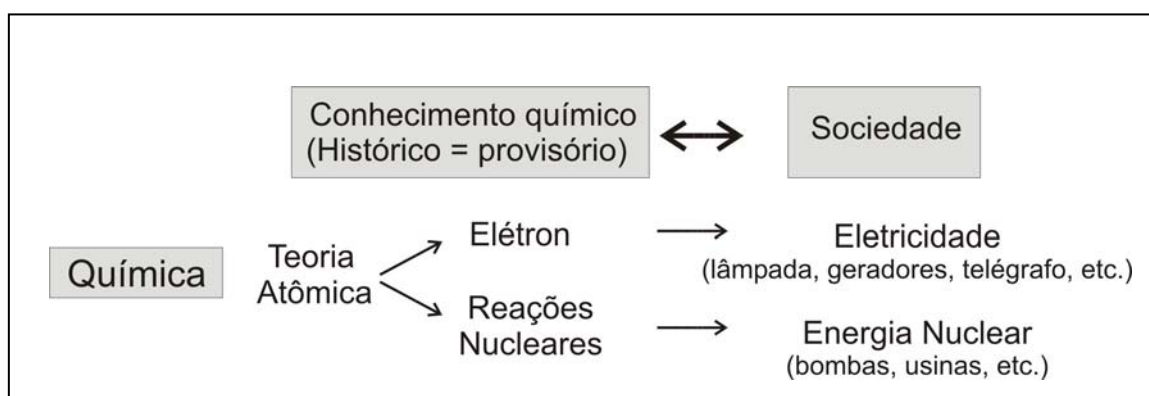 Conhecimento químico
(Histórico = provisório)
Sociedade
Química
Teoria
Atômica
Elétron
Eletricidade
(lâmpada, geradores, telégrafo, etc.)
Reações
Nucleares
Energia Nuclear
(bombas, usinas, etc.)